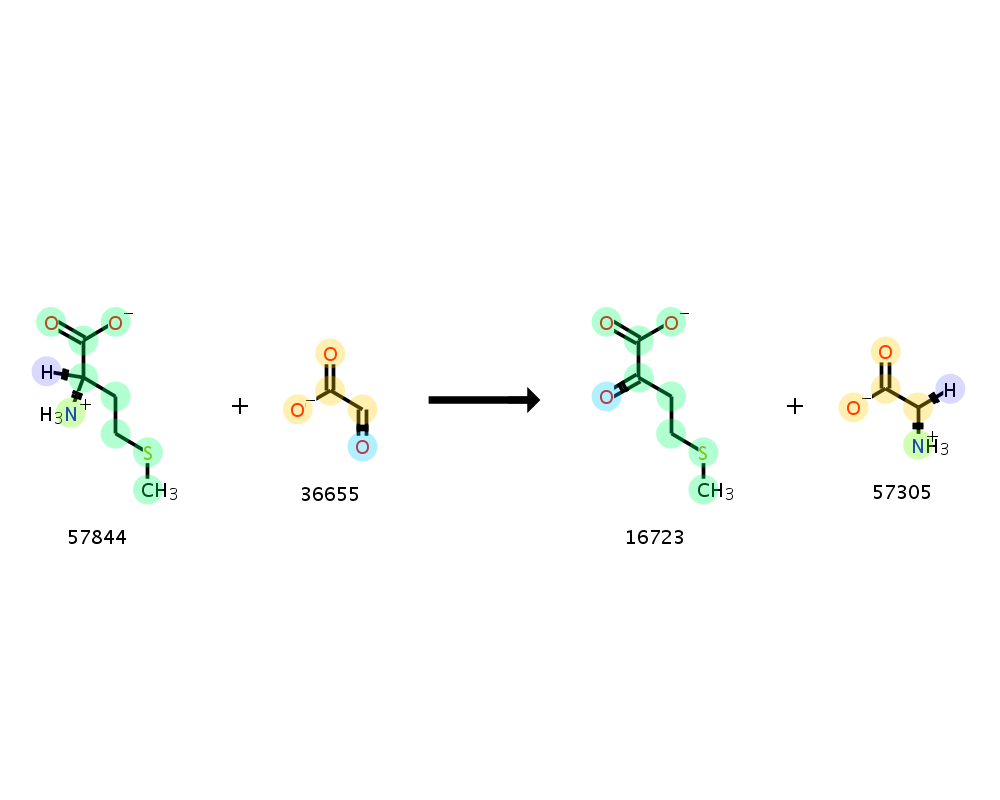 O O⁻
H
H₃N⁺
S
CH₃
57844
+
O
O⁻
O
36655
O O⁻
O
S
CH₃
16723
+
O
O⁻
H
NH₃⁺
57305